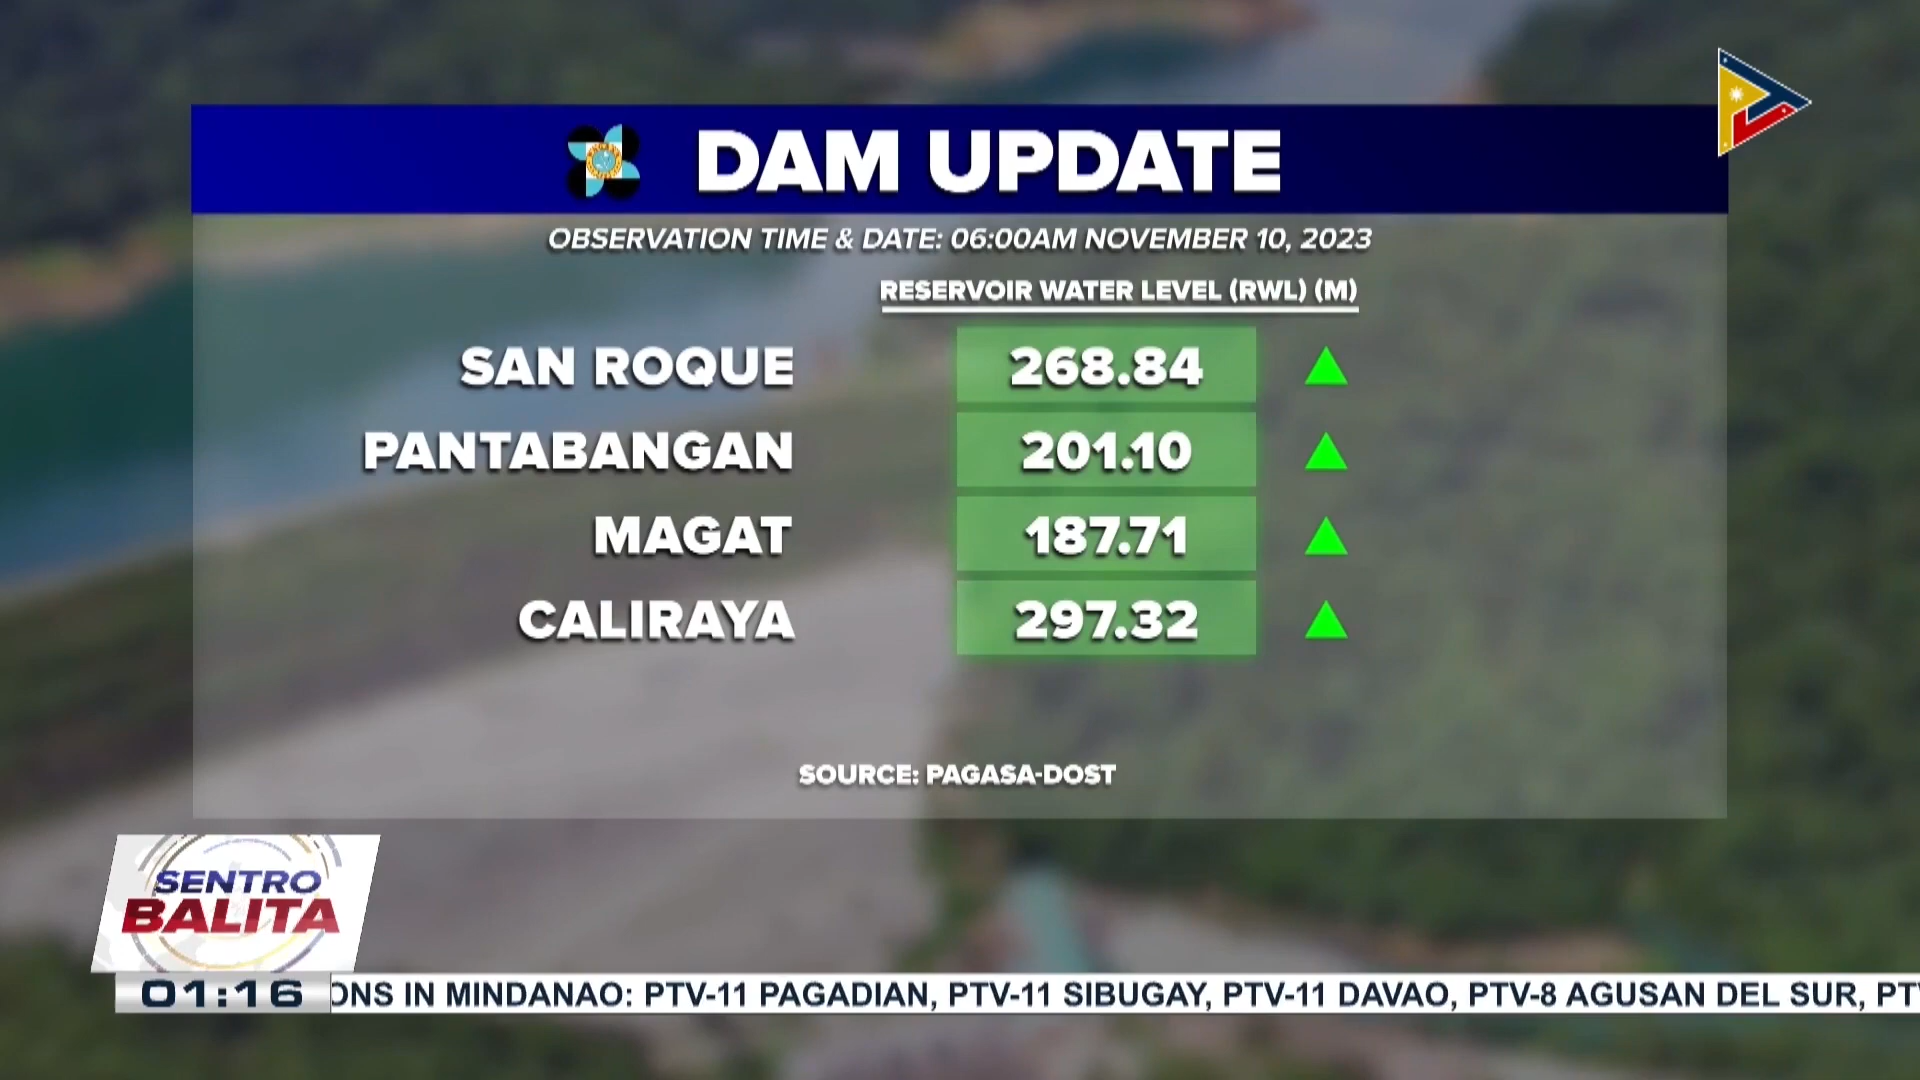 DAM UPDATE
OBSERVATION TIME & DATE: 06:00AM NOVEMBER 10, 2023
RESERVOIR WATER LEVEL (RWL) (M)
SAN ROQUE 268.84 ▲
PANTABANGAN 201.10 ▲
MAGAT 187.71 ▲
CALIRAYA 297.32 ▲
SOURCE: PAGASA-DOST
SENTRO
BALITA
01:16 ONS IN MINDANAO: PTV-11 PAGADIAN, PTV-11 SIBUGAY, PTV-11 DAVAO, PTV-8 AGUSAN DEL SUR, PTV